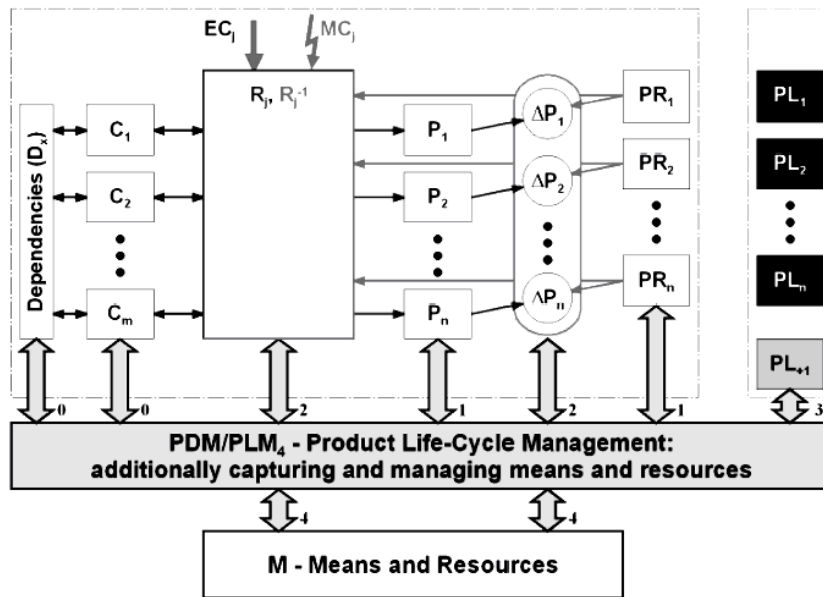 ECj MCj
Rj, Rj-1
Dependencies (Dx)
C1
P1
ΔP1
PR1
PL1
C2
P2
ΔP2
PR2
PL2
Cm
Pn
ΔPn
PRn
PLn
PL+1
0
0
2
1
2
1
3
PDM/PLM4 - Product Life-Cycle Management:
additionally capturing and managing means and resources
4
4
M - Means and Resources